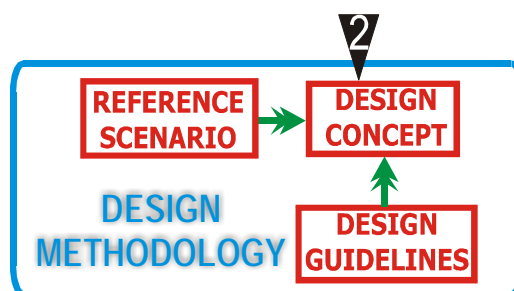 2
REFERENCE
SCENARIO
DESIGN
CONCEPT
DESIGN
METHODOLOGY
DESIGN
GUIDELINES